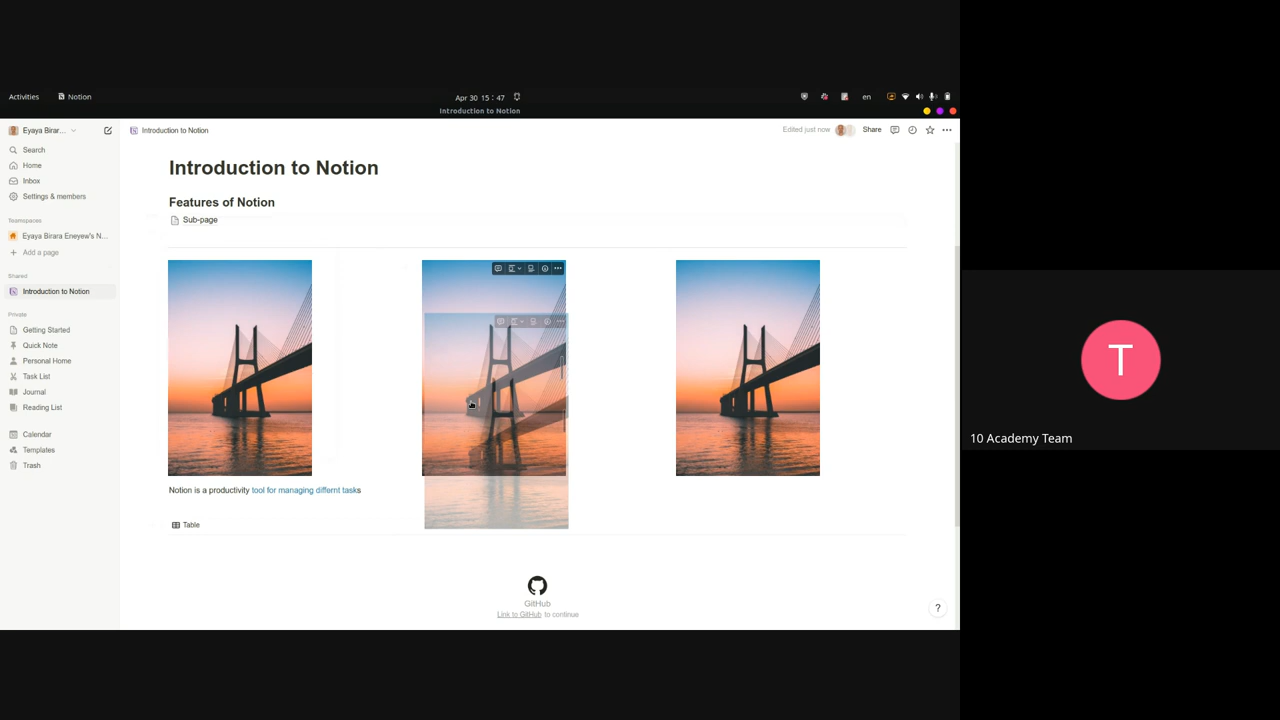 Activities
Notion
Apr 30 15 : 47
en
Introduction to Notion
Eyaya Birar...
Introduction to Notion
Edited just now
Share
Search
Home
Inbox
Settings & members
Teamspaces
Eyaya Birara Eneyew's N...
Add a page
Shared
Introduction to Notion
Private
Getting Started
Quick Note
Personal Home
Task List
Journal
Reading List
Calendar
Templates
Trash
Introduction to Notion
Features of Notion
Sub-page
Notion is a productivity tool for managing differnt tasks
Table
GitHub
Link to GitHub to continue
?
T
10 Academy Team